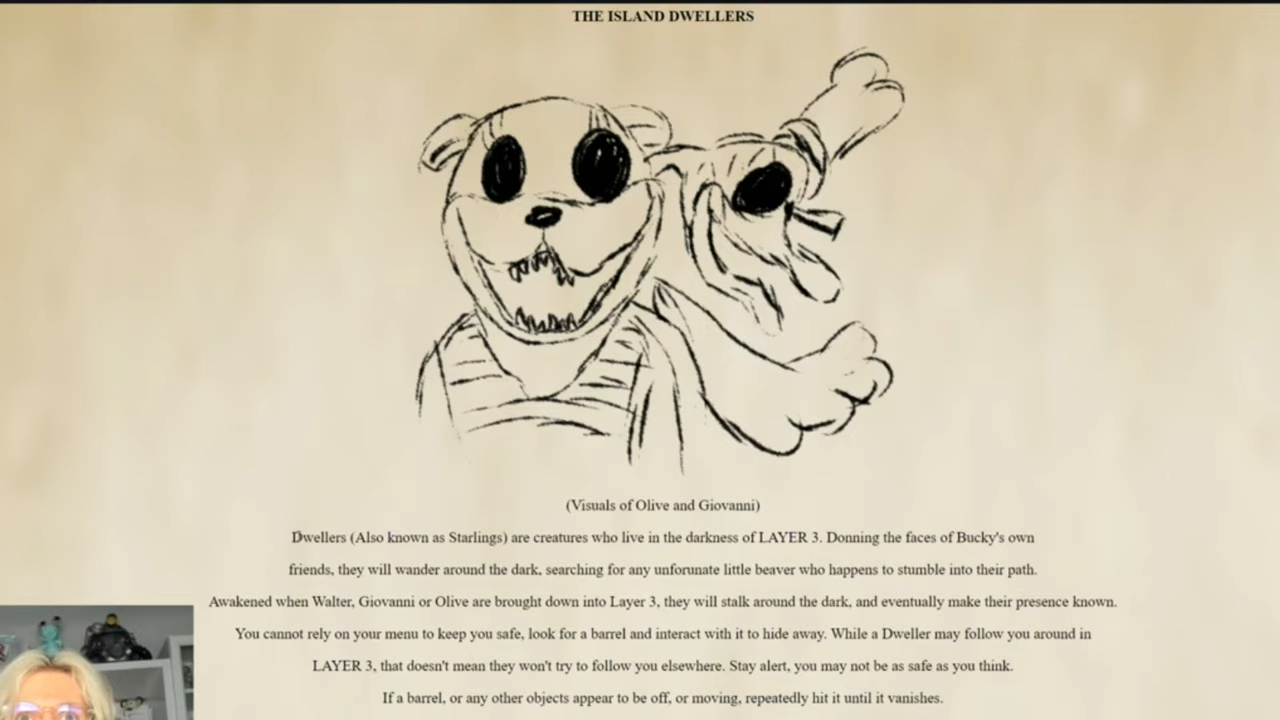 THE ISLAND DWELLERS
(Visuals of Olive and Giovanni)
Dwellers (Also known as Starlings) are creatures who live in the darkness of LAYER 3. Donning the faces of Bucky's own
friends, they will wander around the dark, searching for any unforunate little beaver who happens to stumble into their path.
Awakened when Walter, Giovanni or Olive are brought down into Layer 3, they will stalk around the dark, and eventually make their presence known.
You cannot rely on your menu to keep you safe, look for a barrel and interact with it to hide away. While a Dweller may follow you around in
LAYER 3, that doesn't mean they won't try to follow you elsewhere. Stay alert, you may not be as safe as you think.
If a barrel, or any other objects appear to be off, or moving, repeatedly hit it until it vanishes.